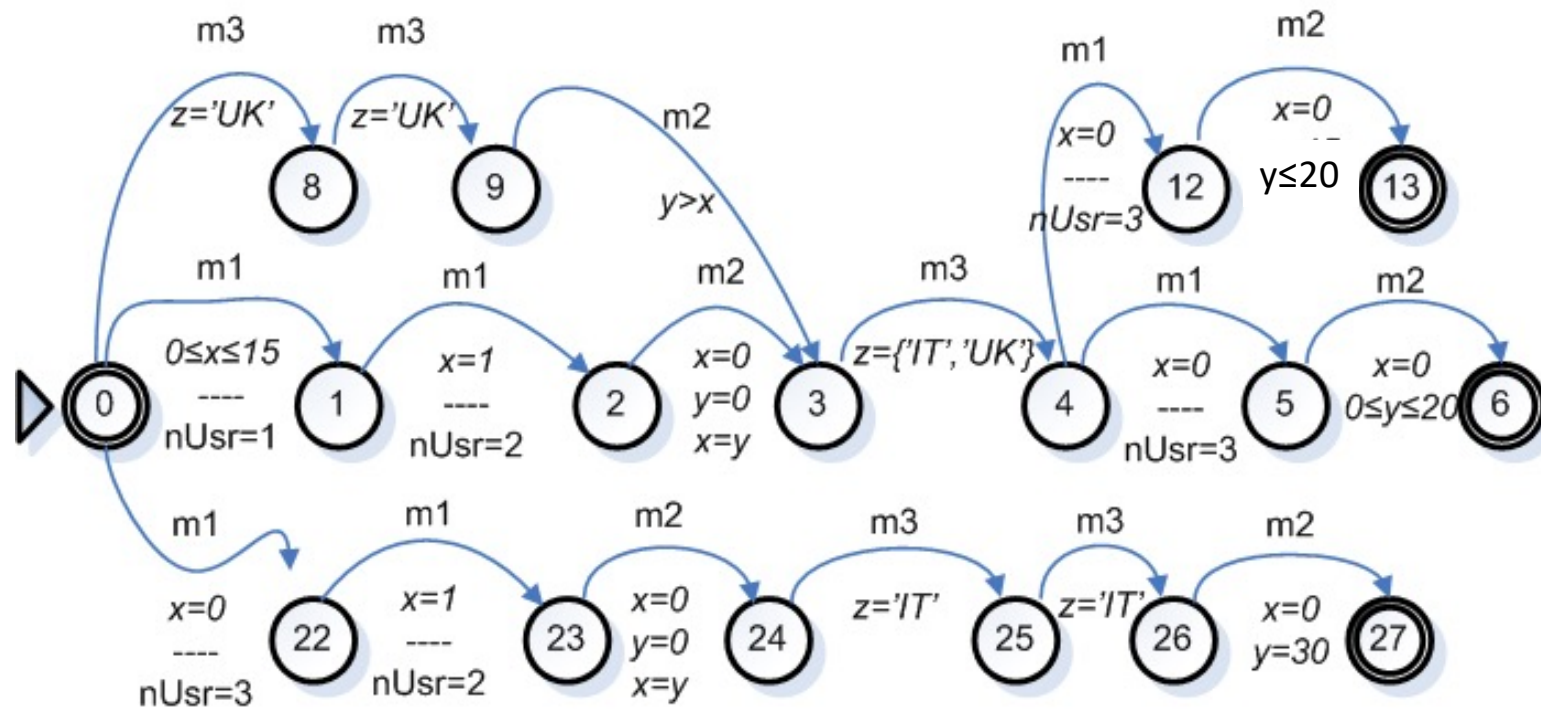 m3
m3
z='UK'
z='UK'
m2
y>x
8
9
m1
x=0
----
nUsr=3
12
m2
x=0
y≤20
13
0
m1
0≤x≤15
----
nUsr=1
1
m1
x=1
----
nUsr=2
2
m2
x=0
y=0
x=y
3
m3
z={'IT','UK'}
4
m1
x=0
----
nUsr=3
5
m2
x=0
0≤y≤20
6
m1
x=0
----
nUsr=3
22
m1
x=1
----
nUsr=2
23
m2
x=0
y=0
x=y
24
m3
z='IT'
25
m3
z='IT'
26
m2
x=0
y=30
27